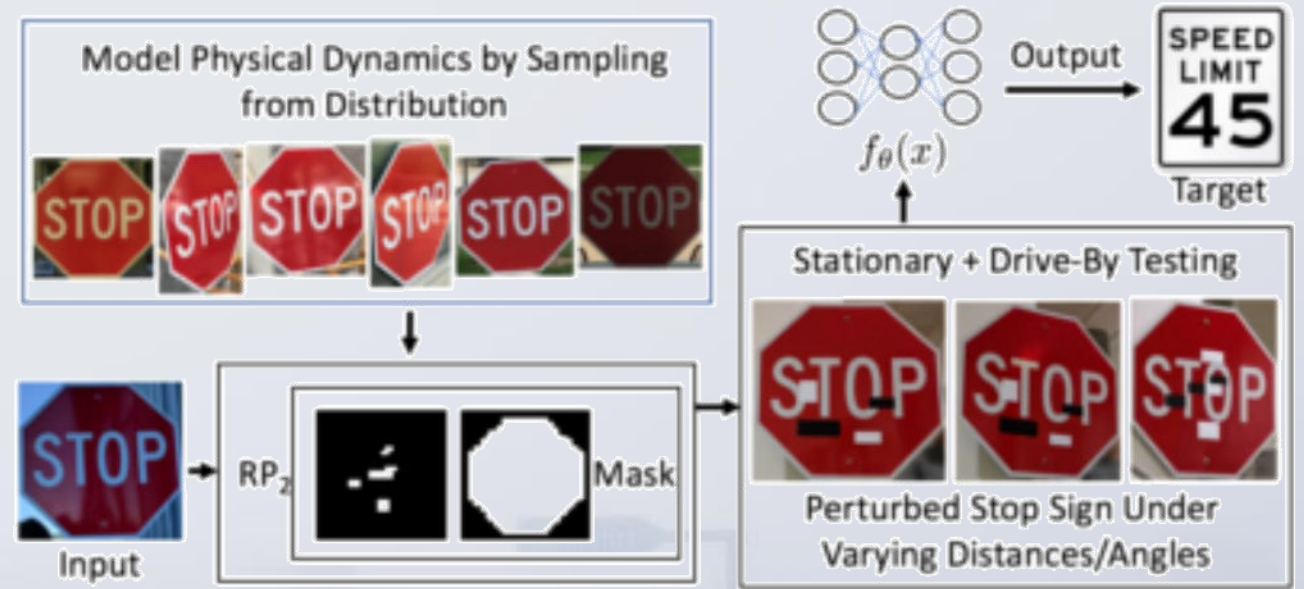 Model Physical Dynamics by Sampling
from Distribution
STOP
STOP
STOP
STOP
STOP
STOP
Output
SPEED
LIMIT
45
Target
f_θ(x)
STOP
Input
RP₂
Mask
Stationary + Drive-By Testing
STOP
STOP
STOP
Perturbed Stop Sign Under
Varying Distances/Angles